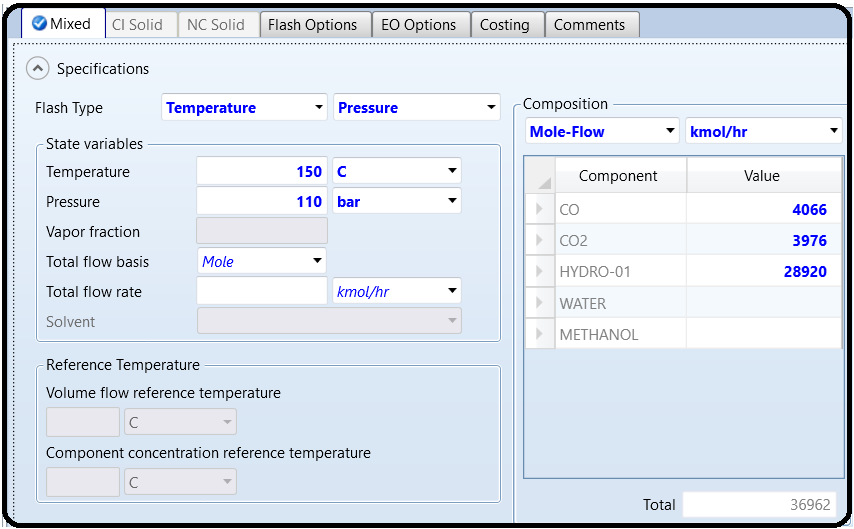 Mixed CI Solid NC Solid Flash Options EO Options Costing Comments
Specifications
Flash Type Temperature Pressure
State variables
Temperature 150 C
Pressure 110 bar
Vapor fraction
Total flow basis Mole
Total flow rate kmol/hr
Solvent
Reference Temperature
Volume flow reference temperature
C
Component concentration reference temperature
C
Composition
Mole-Flow kmol/hr
Component Value
CO 4066
CO2 3976
HYDRO-01 28920
WATER
METHANOL
Total 36962